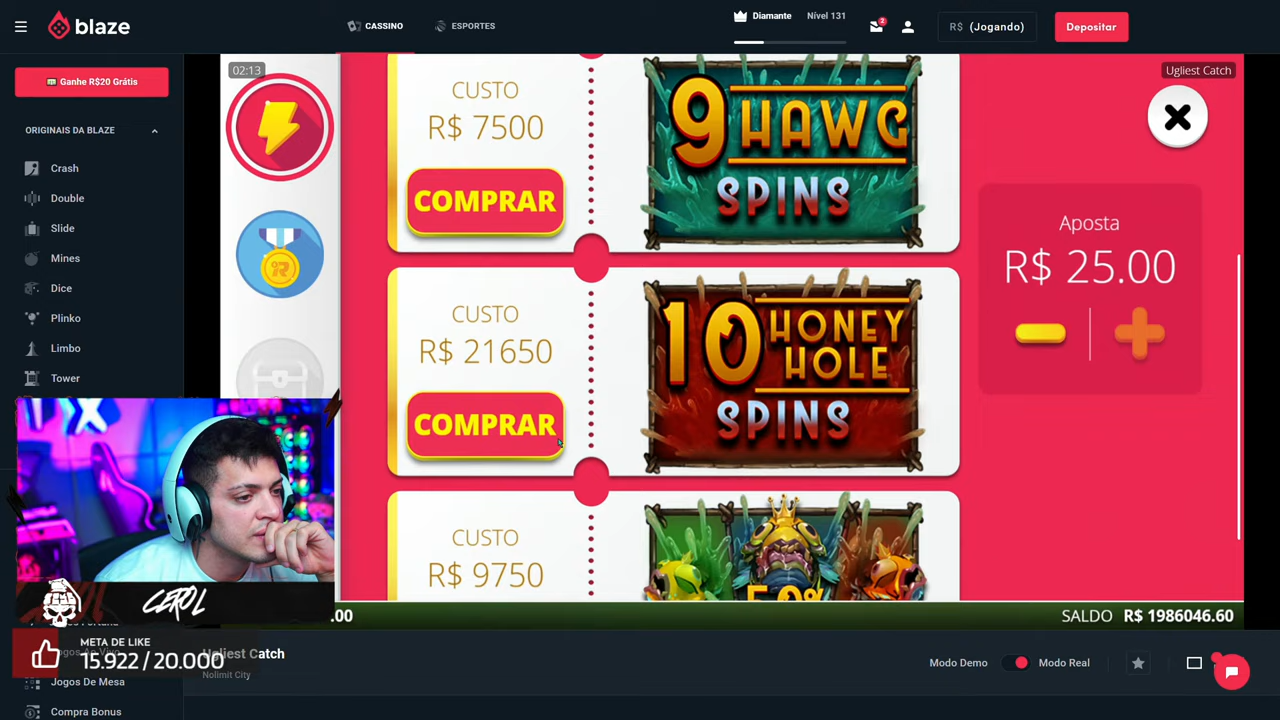 blaze
CASSINO
ESPORTES
Diamante
Nível 131
2
R$ (Jogando)
Depositar
Ganhe R$20 Grátis
ORIGINAIS DA BLAZE
Crash
Double
Slide
Mines
Dice
Plinko
Limbo
Tower
Jogos De Mesa
Compra Bonus
02:13
Ugliest Catch
CUSTO
R$ 7500
COMPRAR
9 HAWG
SPINS
CUSTO
R$ 21650
COMPRAR
10 HONEY
HOLE
SPINS
CUSTO
R$ 9750
50%
Aposta
R$ 25.00
.00
SALDO R$ 1986046.60
CEROL
META DE LIKE
15.922 / 20.000
Ugliest Catch
Nolimit City
Modo Demo
Modo Real